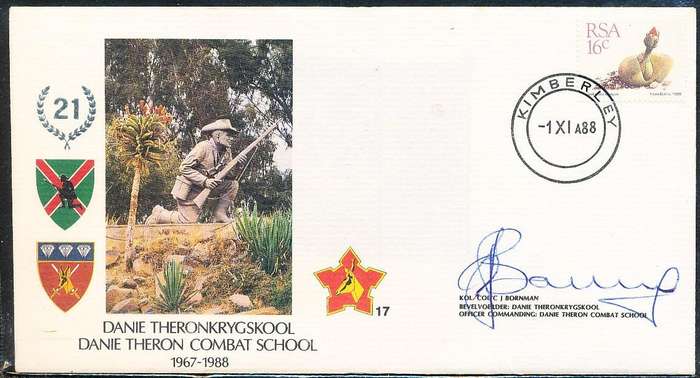 21
RSA
16c
KIMBERLEY
-1 XI A88
17
KOL/COL C J BORNMAN
BEVELVOERDER: DANIE THERONKRYGSKOOL
OFFICER COMMANDING: DANIE THERON COMBAT SCHOOL
DANIE THERONKRYGSKOOL
DANIE THERON COMBAT SCHOOL
1967-1988